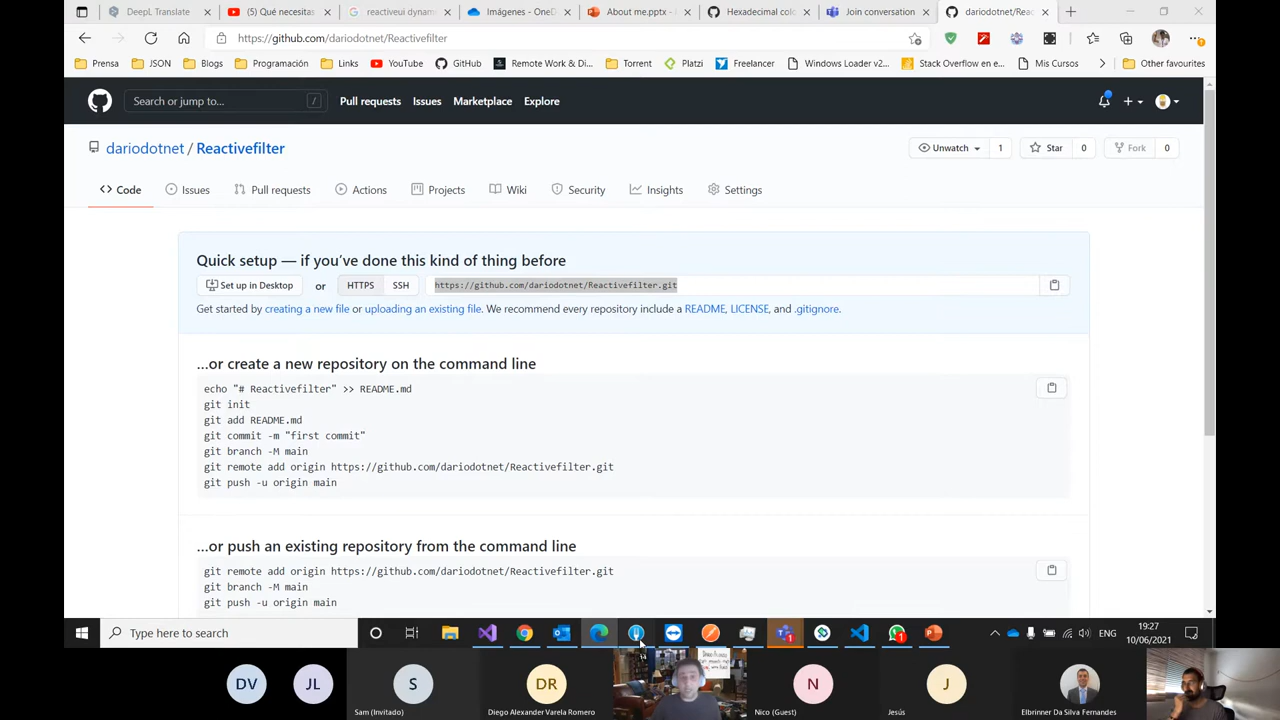 DeepL Translate
(5) Qué necesitas
reactiveui dynam
Imágenes - OneD
About me.pptx -
Hexadecimal colo
Join conversation
dariodotnet/Reac
https://github.com/dariodotnet/Reactivefilter
Prensa
JSON
Blogs
Programación
Links
YouTube
GitHub
Remote Work & Di...
Torrent
Platzi
Freelancer
Windows Loader v2...
Stack Overflow en e...
Mis Cursos
Other favourites
Search or jump to...
/
Pull requests
Issues
Marketplace
Explore
dariodotnet / Reactivefilter
Unwatch 1
Star 0
Fork 0
Code
Issues
Pull requests
Actions
Projects
Wiki
Security
Insights
Settings
Quick setup — if you've done this kind of thing before
Set up in Desktop or HTTPS SSH https://github.com/dariodotnet/Reactivefilter.git
Get started by creating a new file or uploading an existing file. We recommend every repository include a README, LICENSE, and .gitignore.
...or create a new repository on the command line
echo "# Reactivefilter" >> README.md
git init
git add README.md
git commit -m "first commit"
git branch -M main
git remote add origin https://github.com/dariodotnet/Reactivefilter.git
git push -u origin main
...or push an existing repository from the command line
git remote add origin https://github.com/dariodotnet/Reactivefilter.git
git branch -M main
git push -u origin main
Type here to search
ENG
19:27
10/06/2021
DV
JL
S
Sam (Invitado)
DR
Diego Alexander Varela Romero
N
Nico (Guest)
J
Jesús
Elbrinner Da Silva Fernandes